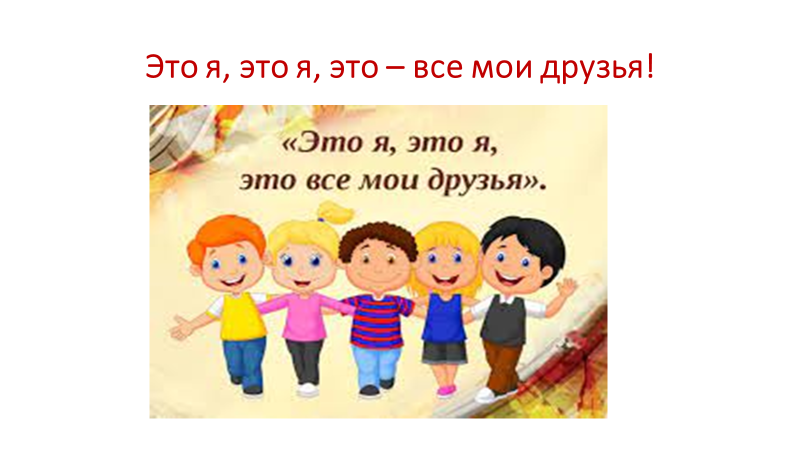 Это я, это я, это – все мои друзья!
«Это я, это я,
это все мои друзья».